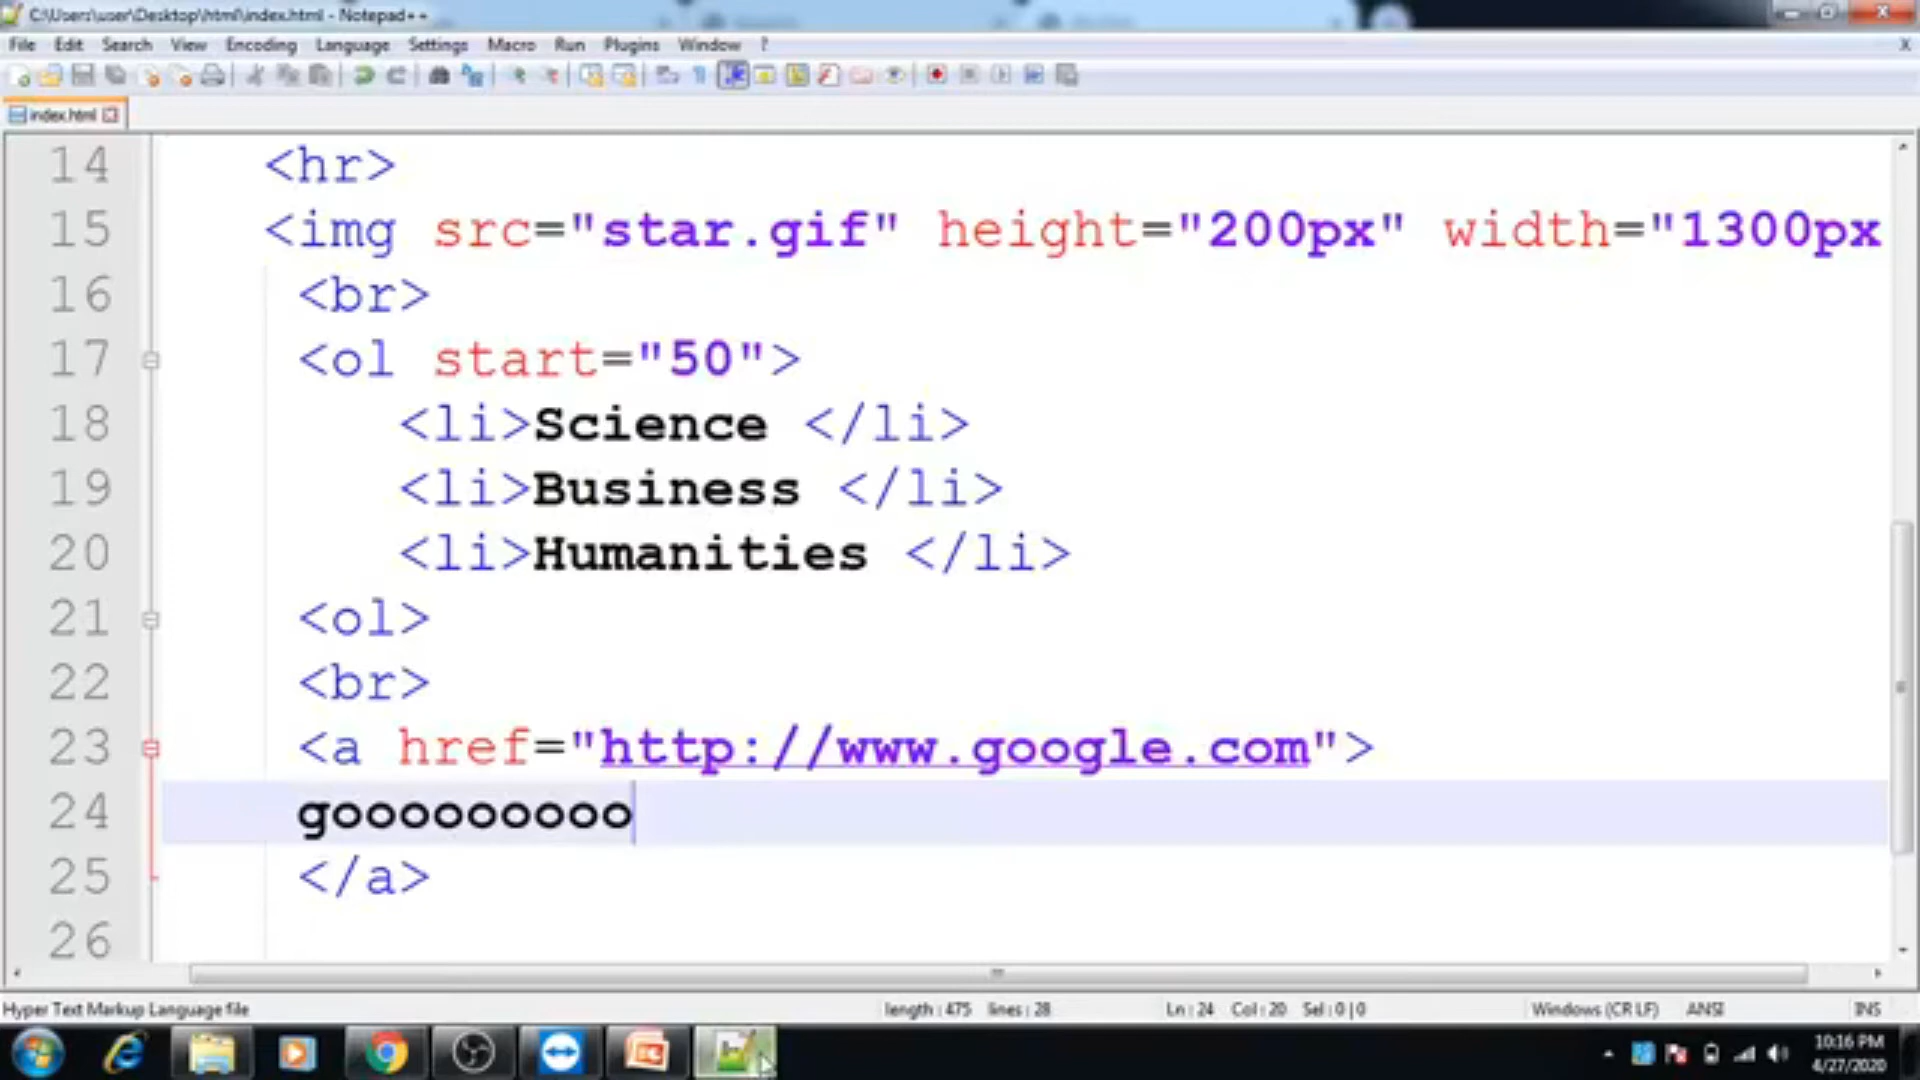 C:\Users\user\Desktop\html\index.html - Notepad++
File Edit Search View Encoding Language Settings Macro Run Plugins Window ? X
index.html
14 <hr>
15 <img src="star.gif" height="200px" width="1300px
16 <br>
17 <ol start="50">
18 <li>Science </li>
19 <li>Business </li>
20 <li>Humanities </li>
21 <ol>
22 <br>
23 <a href="http://www.google.com">
24 gooooooooo
25 </a>
26
Hyper Text Markup Language file length : 475 lines : 28 Ln : 24 Col : 20 Sel : 0 | 0 Windows (CR LF) ANSI INS
10:16 PM
4/27/2020